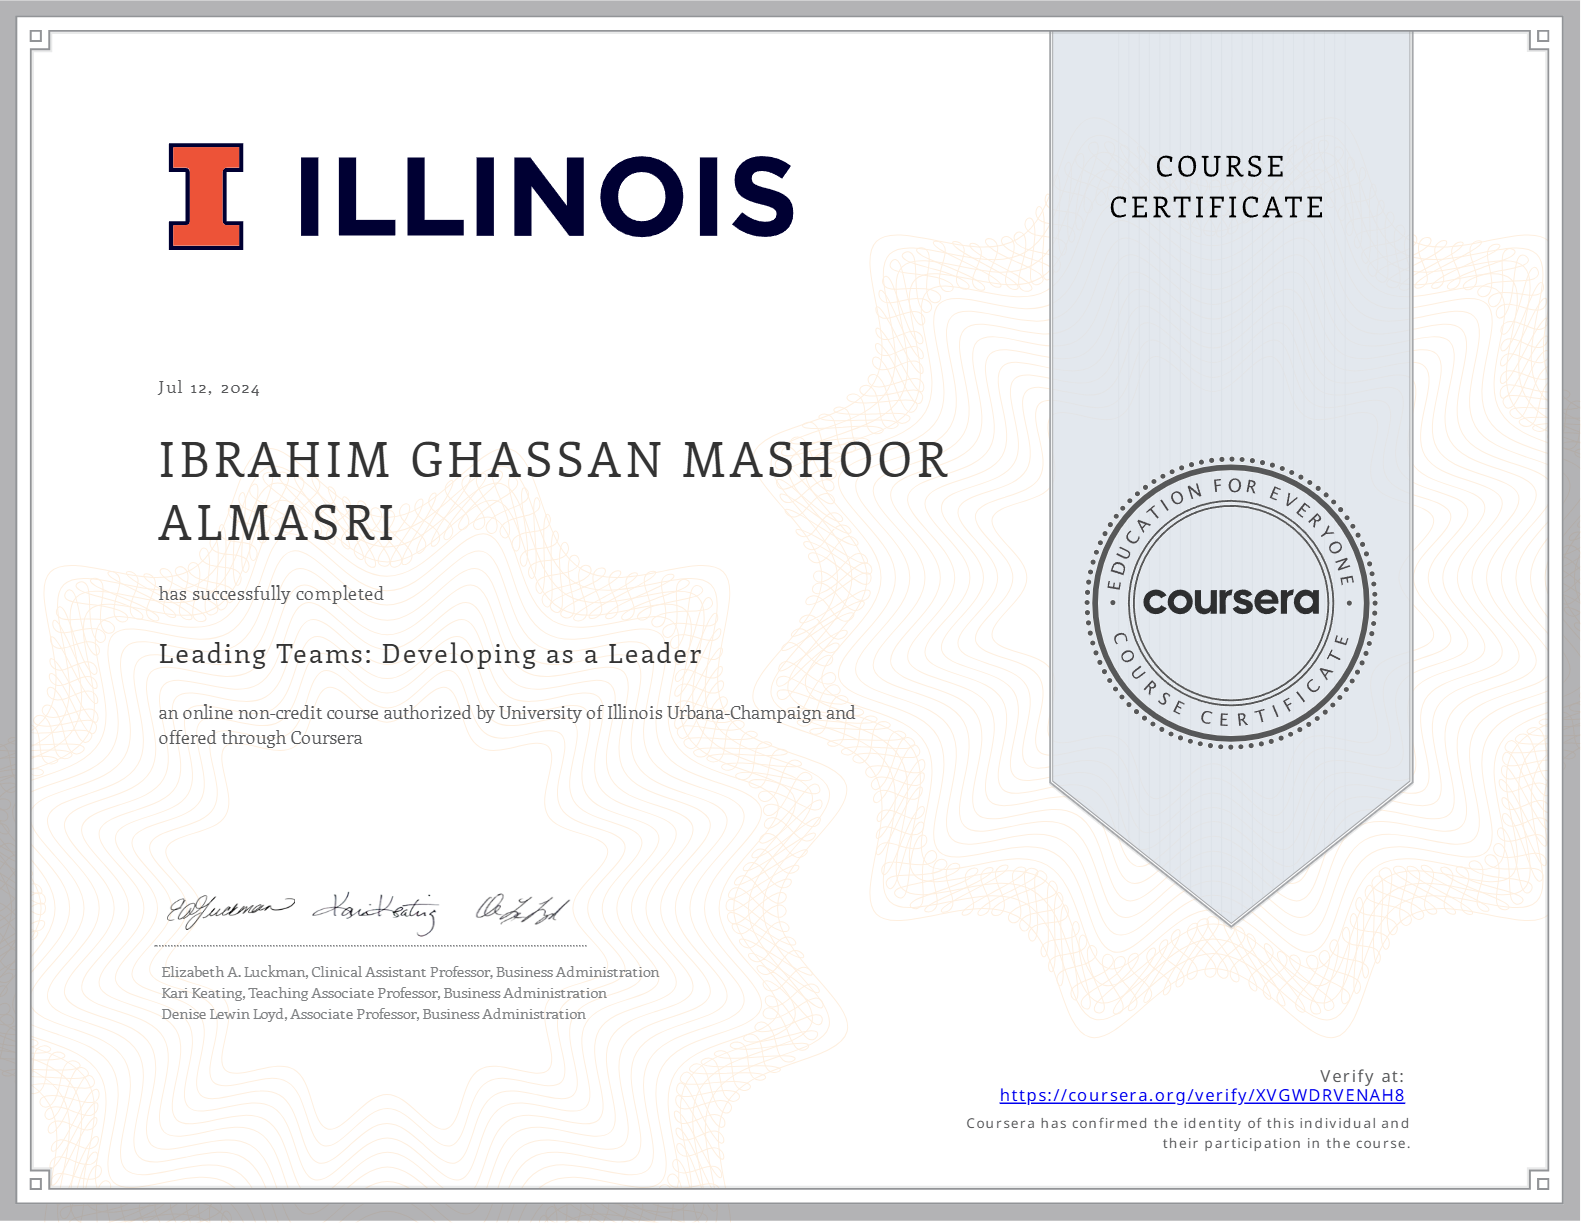 ILLINOIS
COURSE
CERTIFICATE
Jul 12, 2024
IBRAHIM GHASSAN MASHOOR
ALMASRI
has successfully completed
Leading Teams: Developing as a Leader
an online non-credit course authorized by University of Illinois Urbana-Champaign and
offered through Coursera
EDUCATION FOR EVERYONE
coursera
COURSE CERTIFICATE
Elizabeth A. Luckman, Clinical Assistant Professor, Business Administration
Kari Keating, Teaching Associate Professor, Business Administration
Denise Lewin Loyd, Associate Professor, Business Administration
Verify at:
https://coursera.org/verify/XVGWDRVENAH8
Coursera has confirmed the identity of this individual and
their participation in the course.